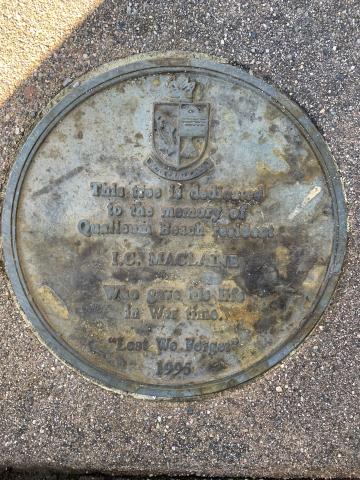 This tree is dedicated
to the memory of
Qualicum Beach resident
I.C. MACLANE
Who gave his life
in War time.
"Lest We Forget"
1995